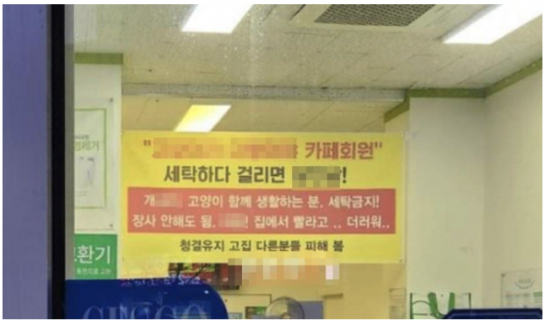 카페회원"
세탁하다 걸리면 !
개 고양이 함께 생활하는 분, 세탁금지!
장사 안해도 됨, 집에서 빨라고 .. 더러워..
청결유지 고집 다른분들 피해 봄
환기